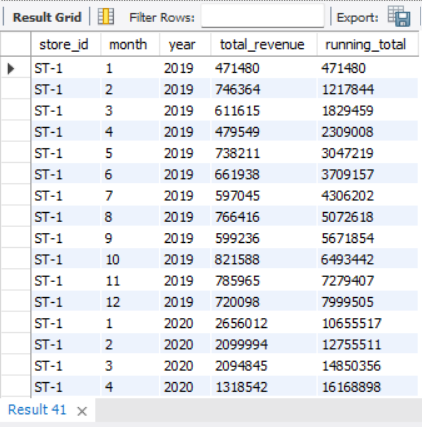 Result Grid Filter Rows: Export:
store_id month year total_revenue running_total
ST-1 1 2019 471480 471480
ST-1 2 2019 746364 1217844
ST-1 3 2019 611615 1829459
ST-1 4 2019 479549 2309008
ST-1 5 2019 738211 3047219
ST-1 6 2019 661938 3709157
ST-1 7 2019 597045 4306202
ST-1 8 2019 766416 5072618
ST-1 9 2019 599236 5671854
ST-1 10 2019 821588 6493442
ST-1 11 2019 785965 7279407
ST-1 12 2019 720098 7999505
ST-1 1 2020 2656012 10655517
ST-1 2 2020 2099994 12755511
ST-1 3 2020 2094845 14850356
ST-1 4 2020 1318542 16168898
Result 41